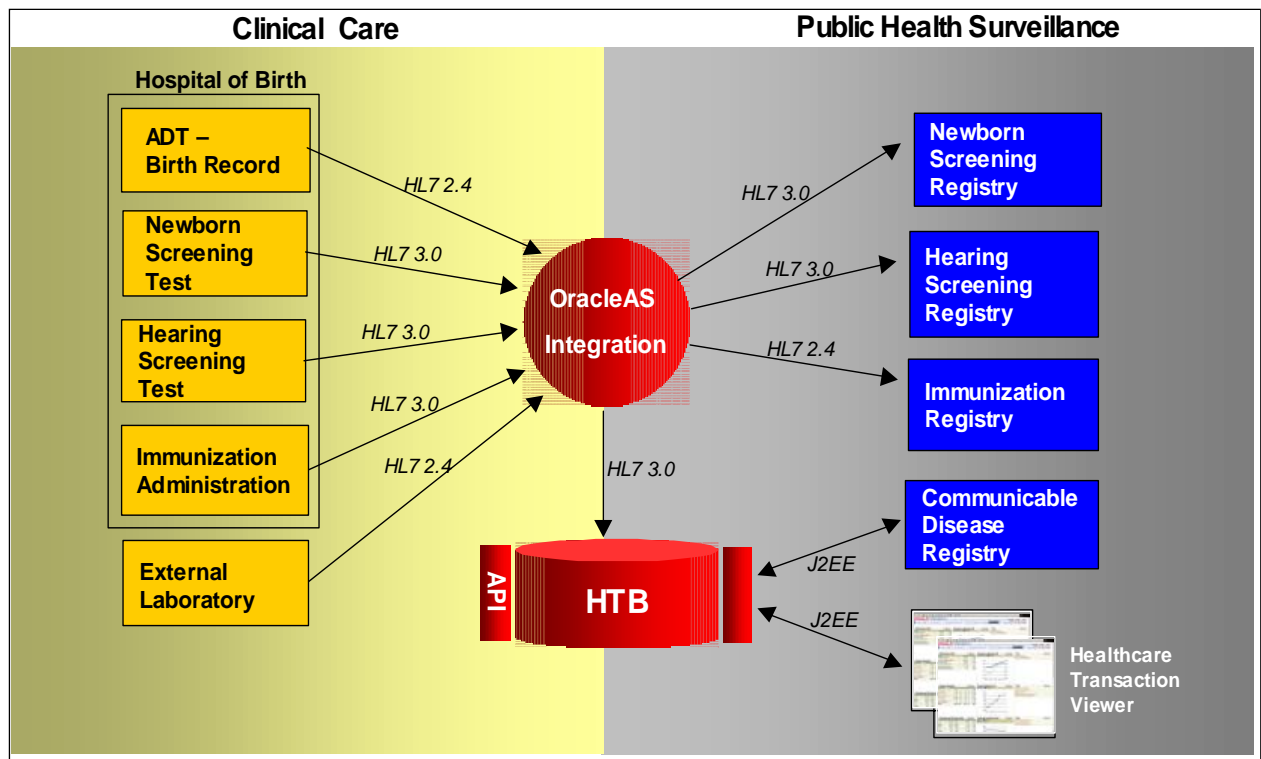 Clinical Care
Public Health Surveillance
Hospital of Birth
ADT –
Birth Record
Newborn
Screening
Test
Hearing
Screening
Test
Immunization
Administration
External
Laboratory
HL7 2.4
HL7 3.0
HL7 3.0
HL7 3.0
HL7 2.4
OracleAS
Integration
HL7 3.0
API
HTB
HL7 3.0
HL7 3.0
HL7 2.4
J2EE
J2EE
Newborn
Screening
Registry
Hearing
Screening
Registry
Immunization
Registry
Communicable
Disease
Registry
Healthcare
Transaction
Viewer